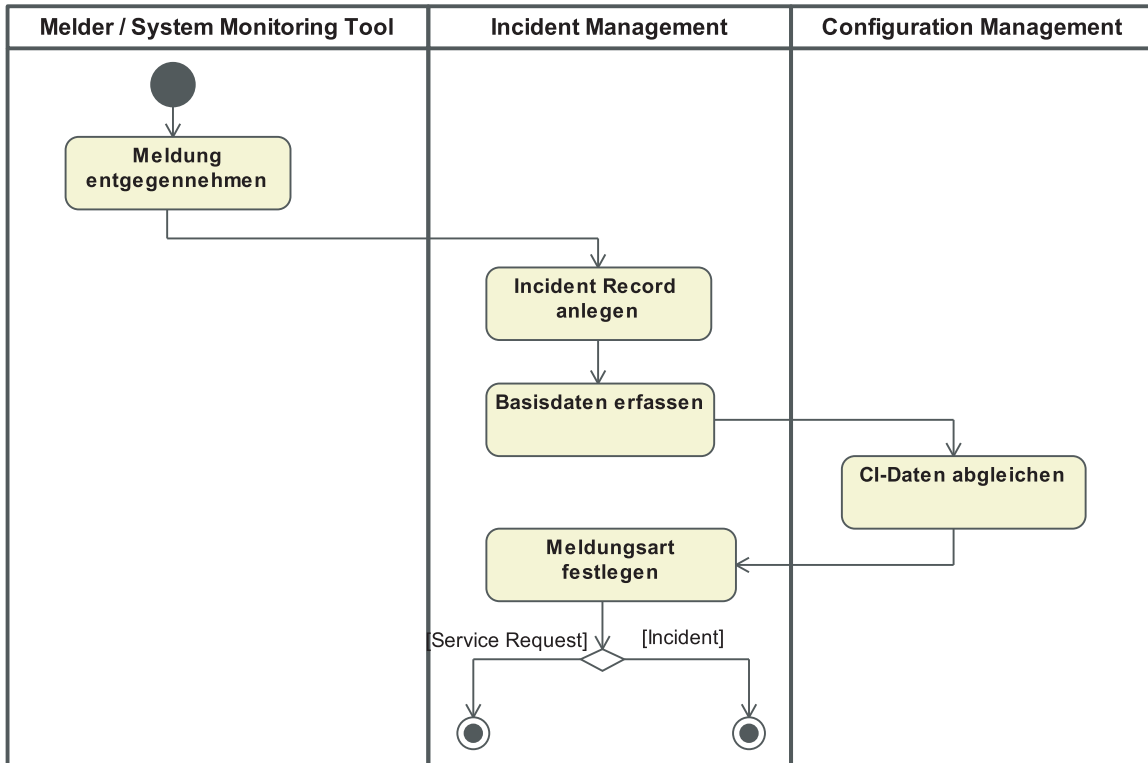 Melder / System Monitoring Tool
Incident Management
Configuration Management
Meldung
entgegennehmen
Incident Record
anlegen
Basisdaten erfassen
CI-Daten abgleichen
Meldungsart
festlegen
[Service Request]
[Incident]